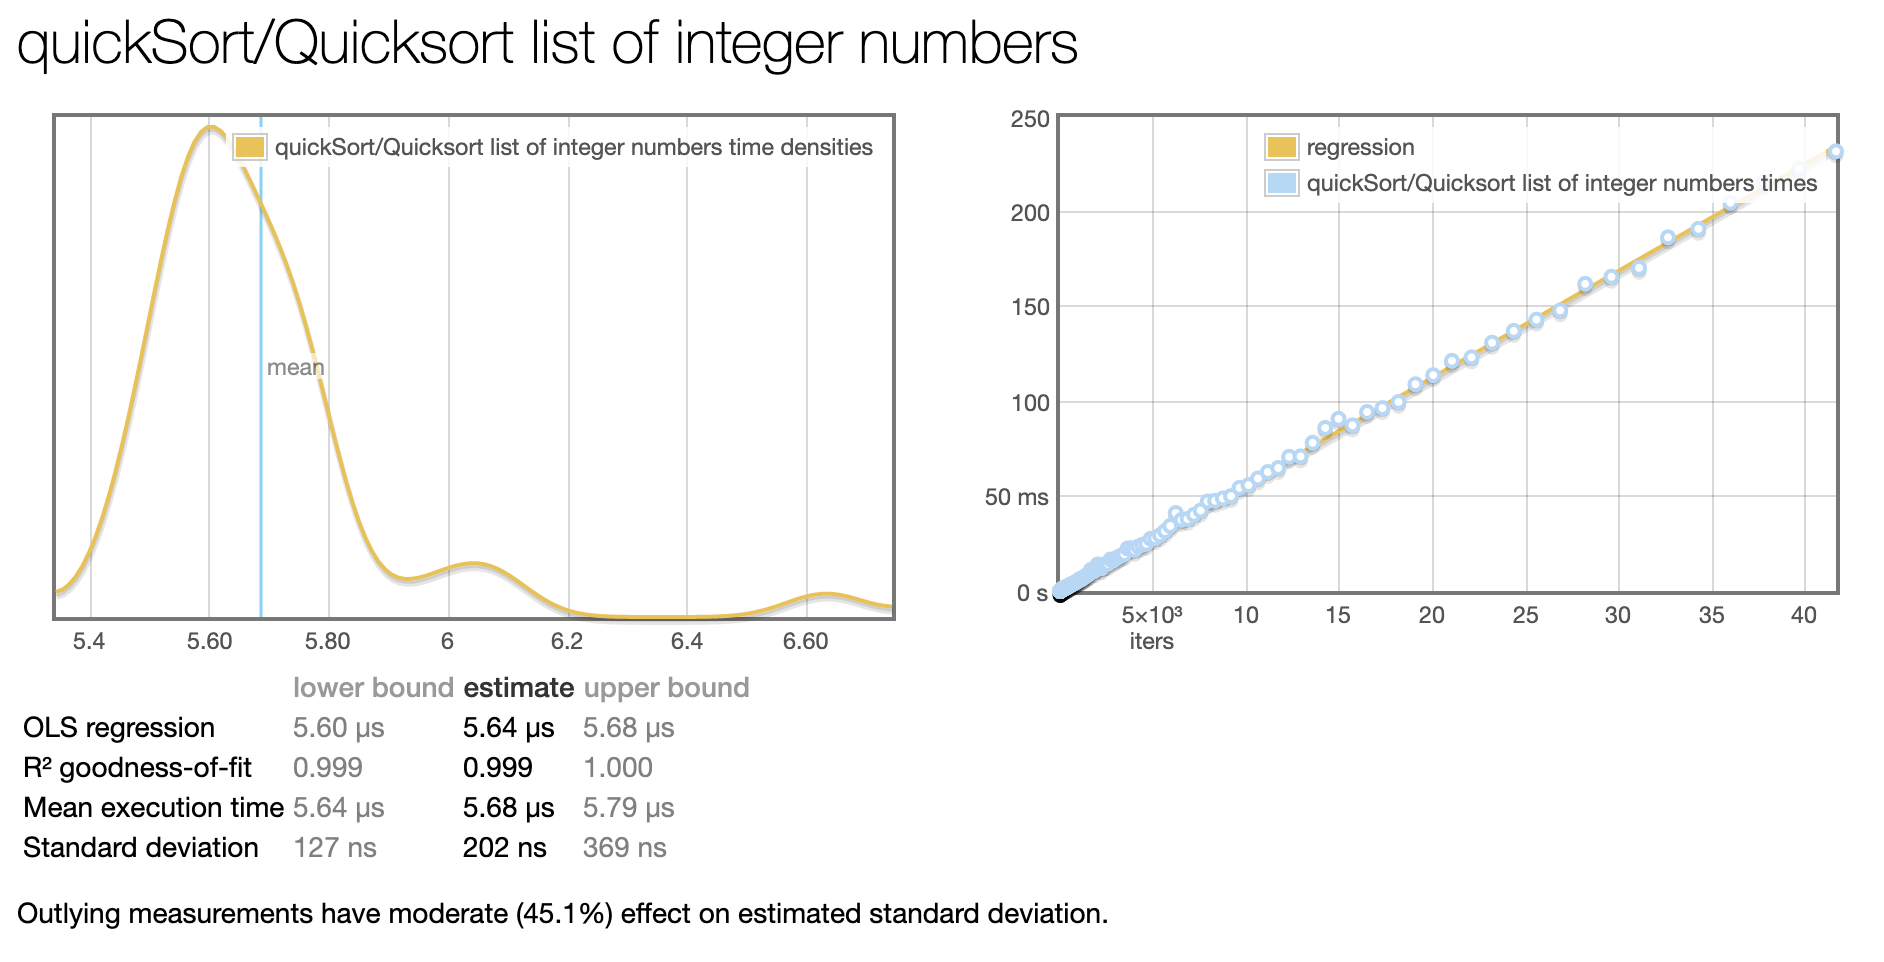 quickSort/Quicksort list of integer numbers
quickSort/Quicksort list of integer numbers time densities
mean
5.4 5.60 5.80 6 6.2 6.4 6.60
250
200
150
100
50 ms
0 s
regression
quickSort/Quicksort list of integer numbers times
5×10³ 10 15 20 25 30 35 40
iters
lower bound estimate upper bound
OLS regression 5.60 µs 5.64 µs 5.68 µs
R² goodness-of-fit 0.999 0.999 1.000
Mean execution time 5.64 µs 5.68 µs 5.79 µs
Standard deviation 127 ns 202 ns 369 ns
Outlying measurements have moderate (45.1%) effect on estimated standard deviation.